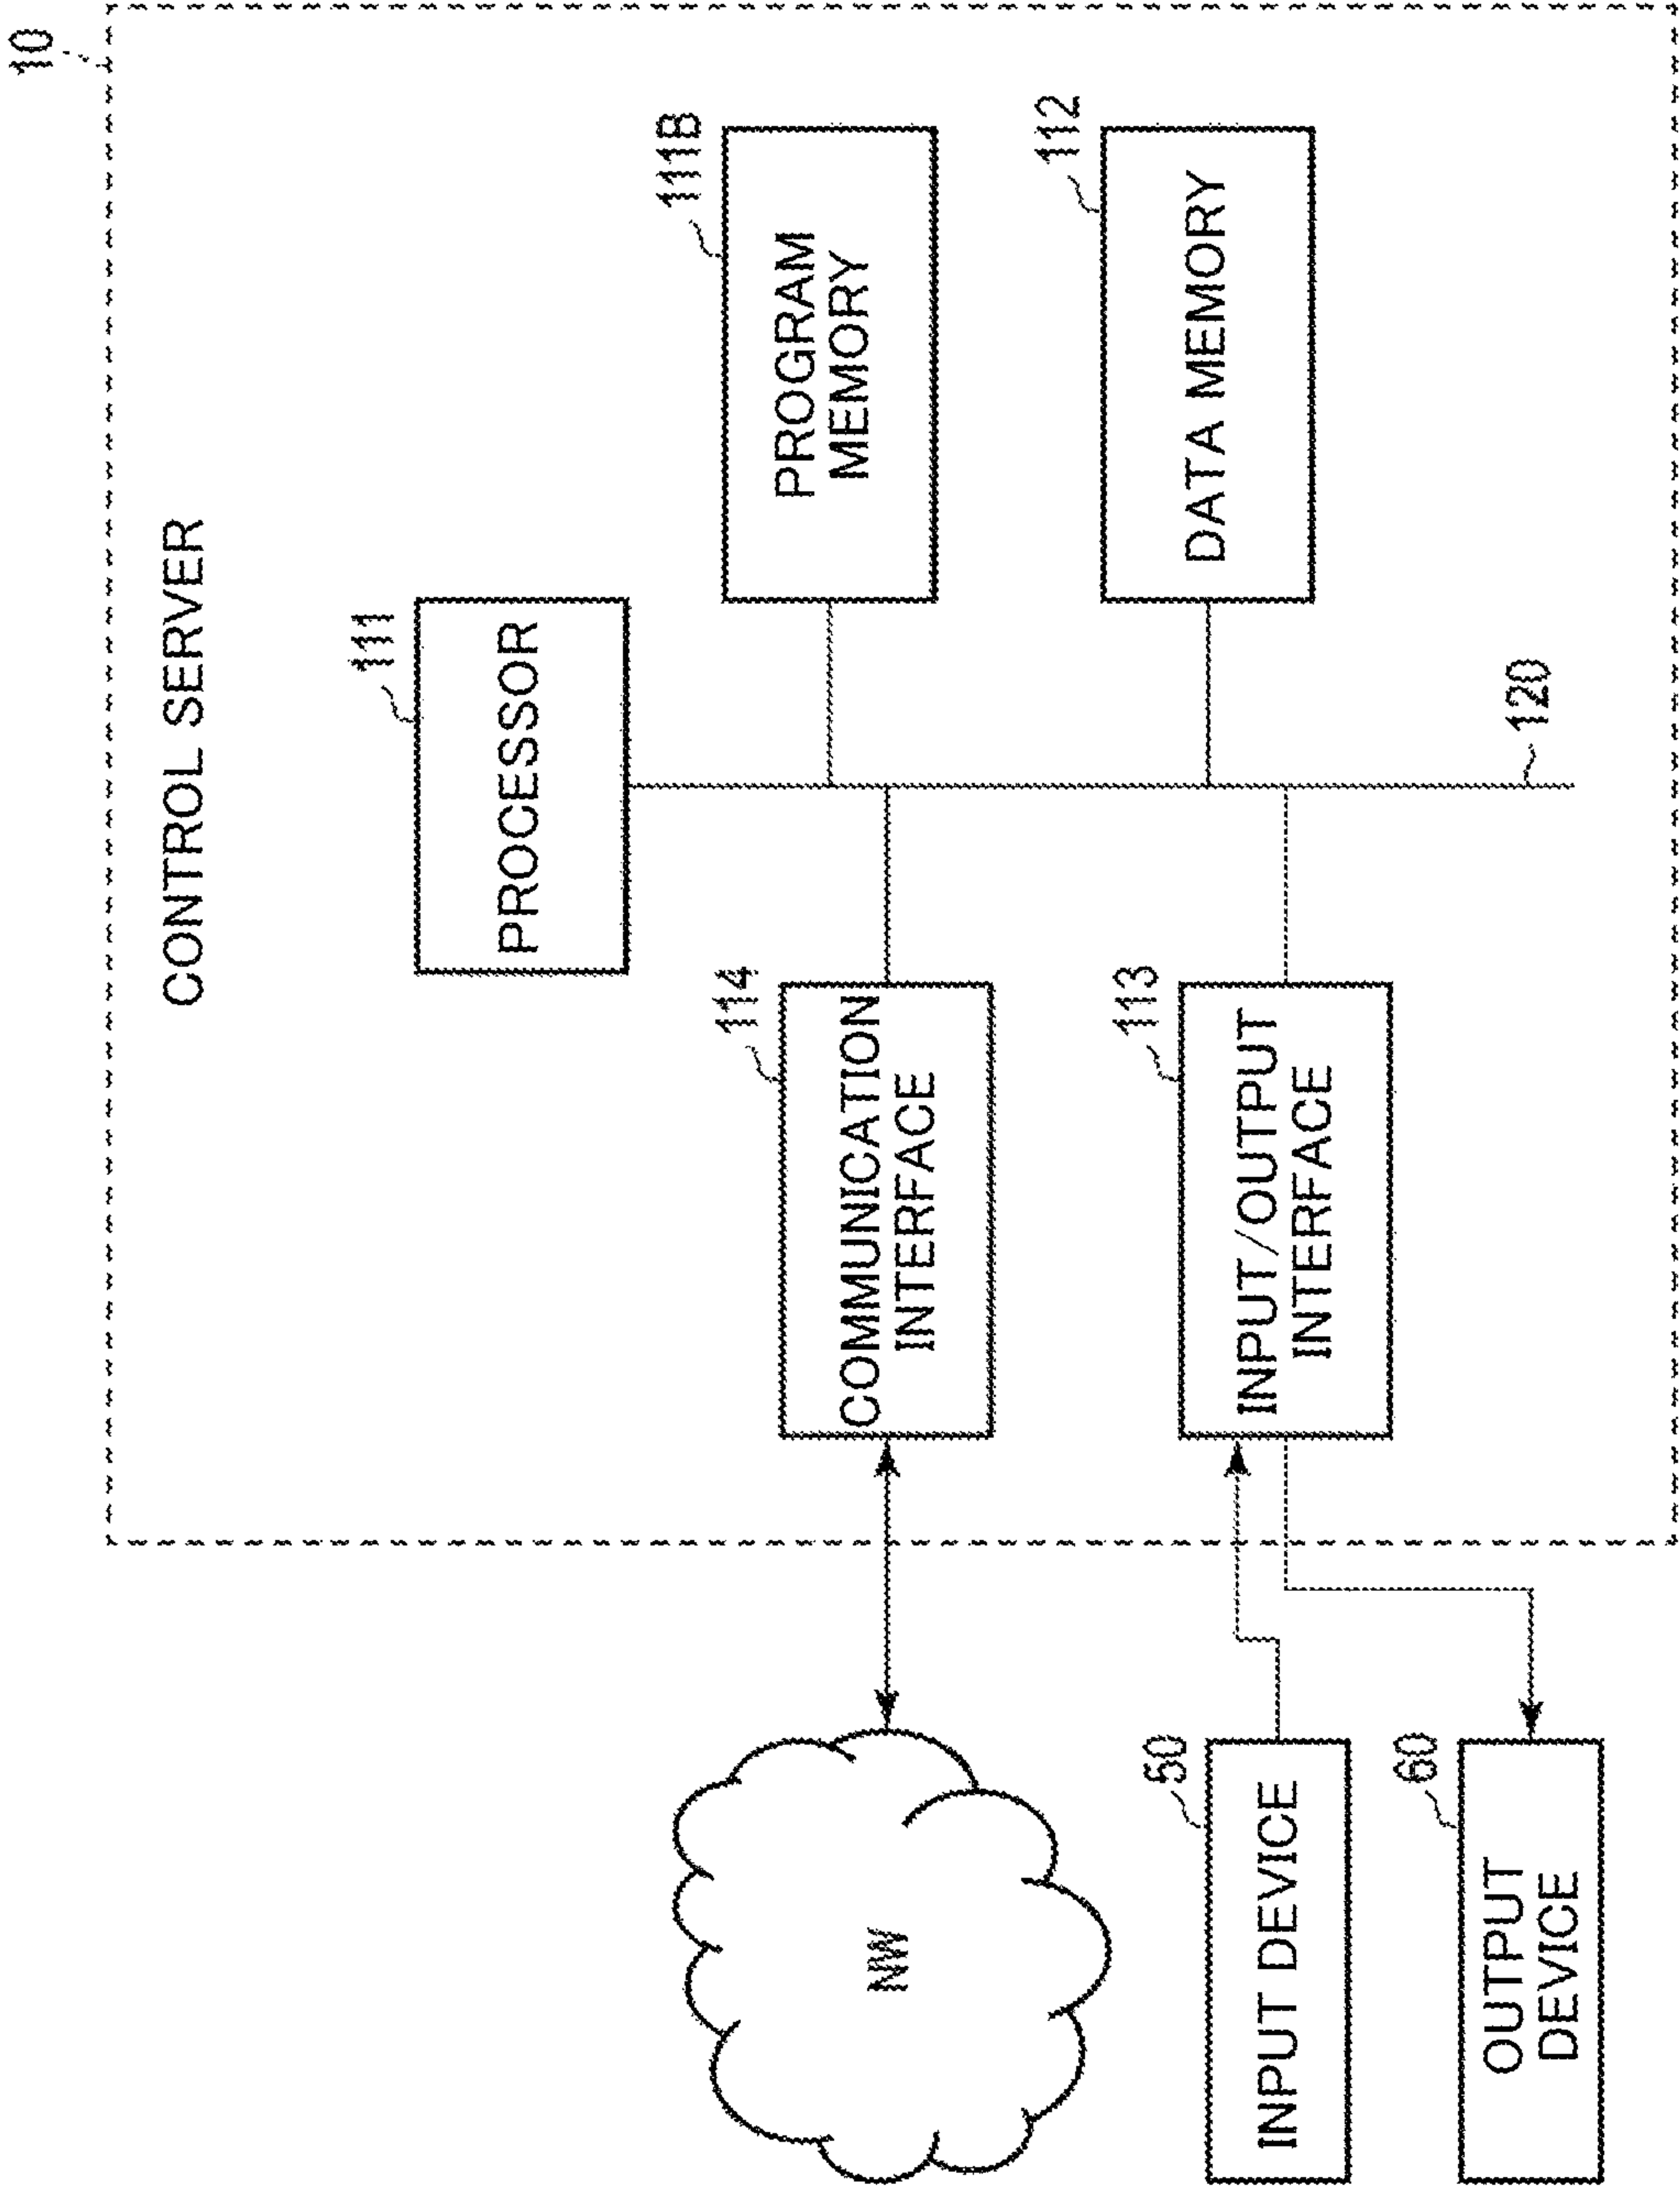 10
CONTROL SERVER
111
PROCESSOR
114
COMMUNICATION
INTERFACE
111B
PROGRAM
MEMORY
NW
113
INPUT/OUTPUT
INTERFACE
112
DATA MEMORY
50
INPUT DEVICE
120
60
OUTPUT
DEVICE